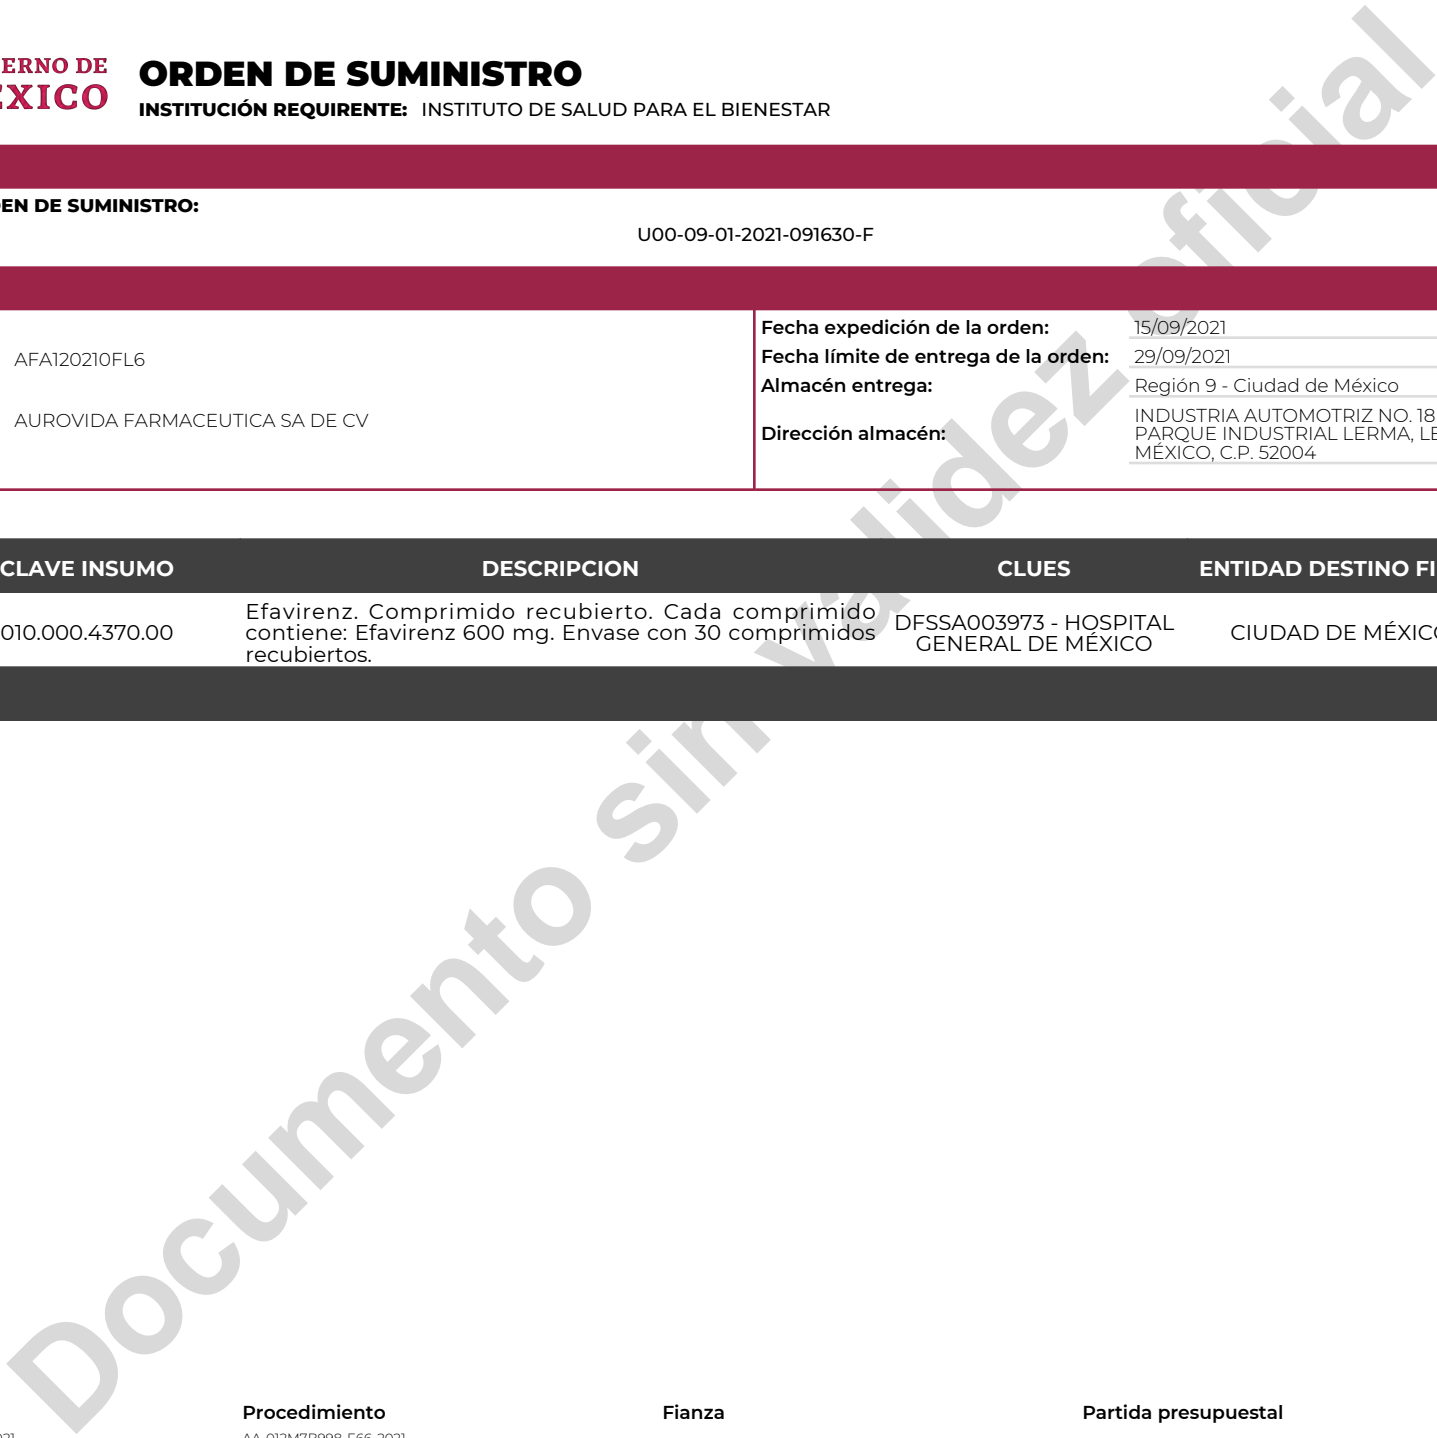 ERNO DE
ÉXICO
ORDEN DE SUMINISTRO
INSTITUCIÓN REQUIRENTE: INSTITUTO DE SALUD PARA EL BIENESTAR
EN DE SUMINISTRO:
U00-09-01-2021-091630-F
AFA120210FL6
AUROVIDA FARMACEUTICA SA DE CV
Fecha expedición de la orden: 15/09/2021
Fecha límite de entrega de la orden: 29/09/2021
Almacén entrega: Región 9 - Ciudad de México
Dirección almacén: INDUSTRIA AUTOMOTRIZ NO. 18
PARQUE INDUSTRIAL LERMA, LE
MÉXICO, C.P. 52004
CLAVE INSUMO DESCRIPCION CLUES ENTIDAD DESTINO FI
010.000.4370.00
Efavirenz. Comprimido recubierto. Cada comprimido
contiene: Efavirenz 600 mg. Envase con 30 comprimidos
recubiertos.
DFSSA003973 - HOSPITAL
GENERAL DE MÉXICO
CIUDAD DE MÉXICO
Documento sin validez oficial
Procedimiento Fianza Partida presupuestal